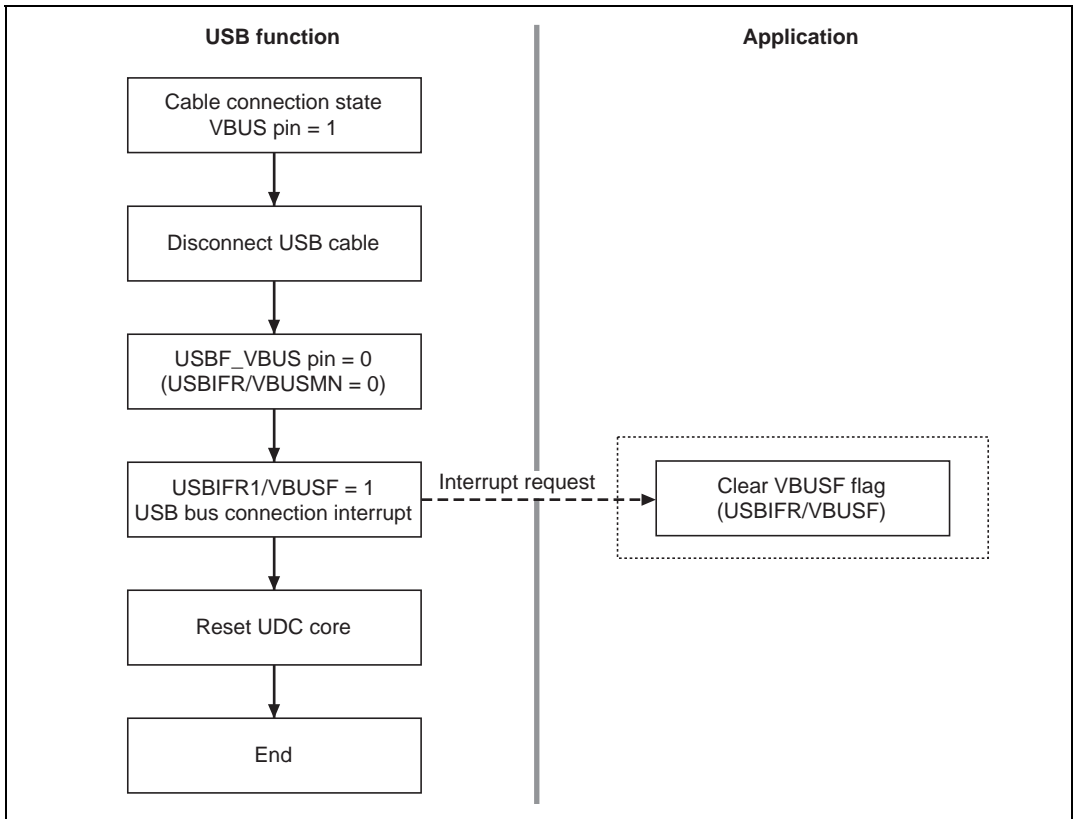 USB function
Application
Cable connection state
VBUS pin = 1
Disconnect USB cable
USBF_VBUS pin = 0
(USBIFR/VBUSMN = 0)
USBIFR1/VBUSF = 1
USB bus connection interrupt
Interrupt request
Clear VBUSF flag
(USBIFR/VBUSF)
Reset UDC core
End